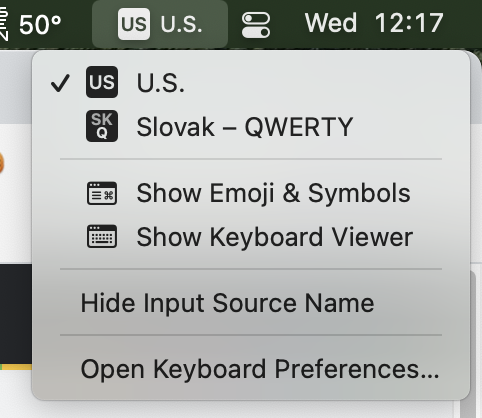 50° US U.S. Wed 12:17
US U.S.
SK
Q Slovak – QWERTY
Show Emoji & Symbols
Show Keyboard Viewer
Hide Input Source Name
Open Keyboard Preferences...